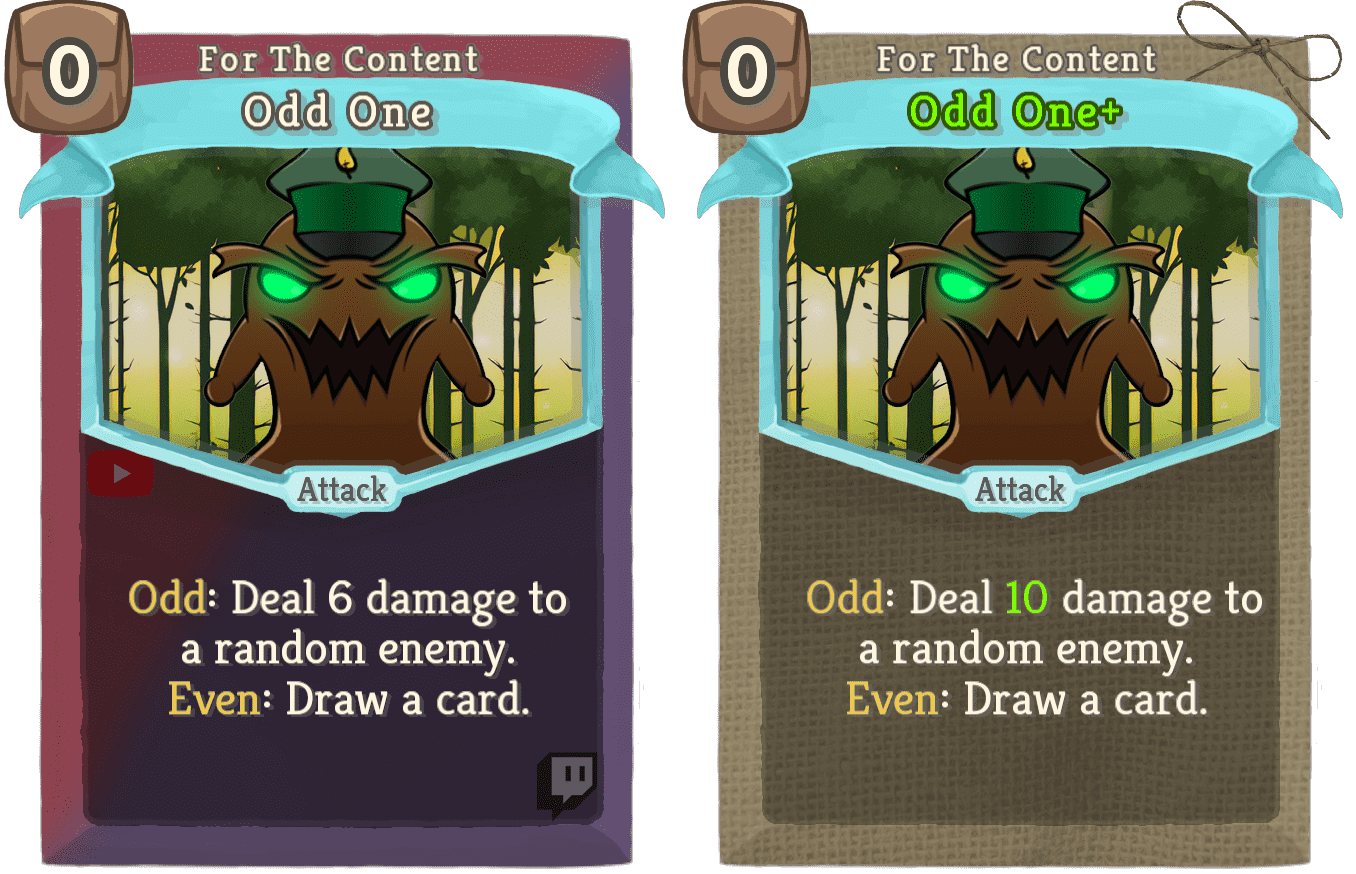 0
For The Content
Odd One
Attack
Odd: Deal 6 damage to
a random enemy.
Even: Draw a card.
0
For The Content
Odd One+
Attack
Odd: Deal 10 damage to
a random enemy.
Even: Draw a card.